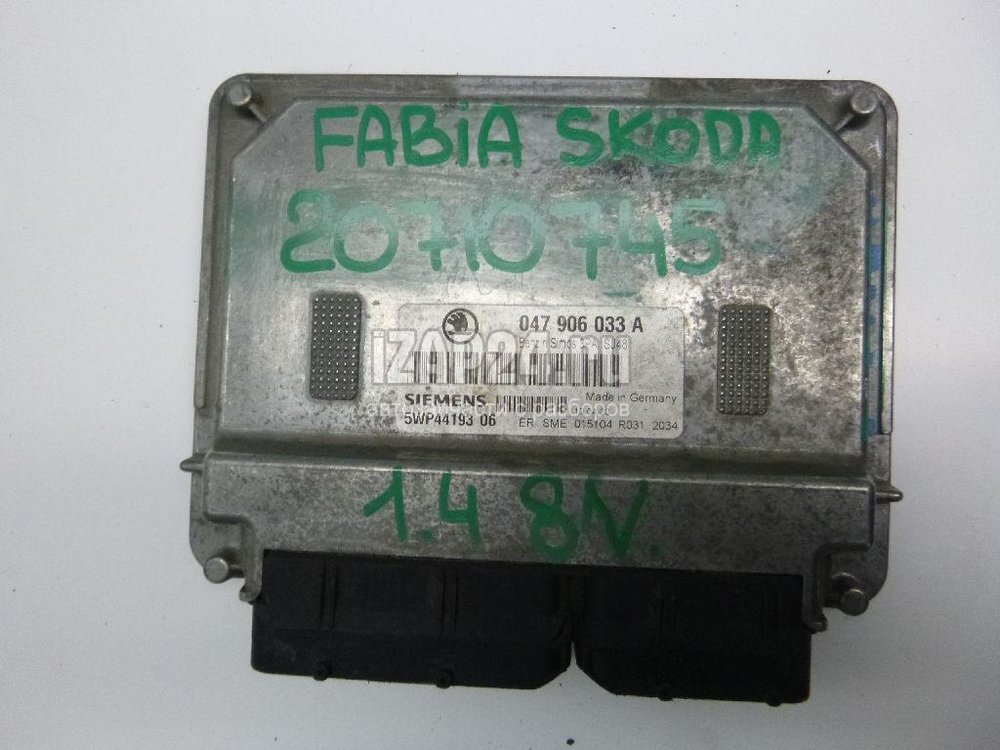 FABiA SKODA
20710745
047 906 033 A
SIEMENS
Made in Germany
5WP44193 06
ER SME 015104 R031 2034
1.4 8V.